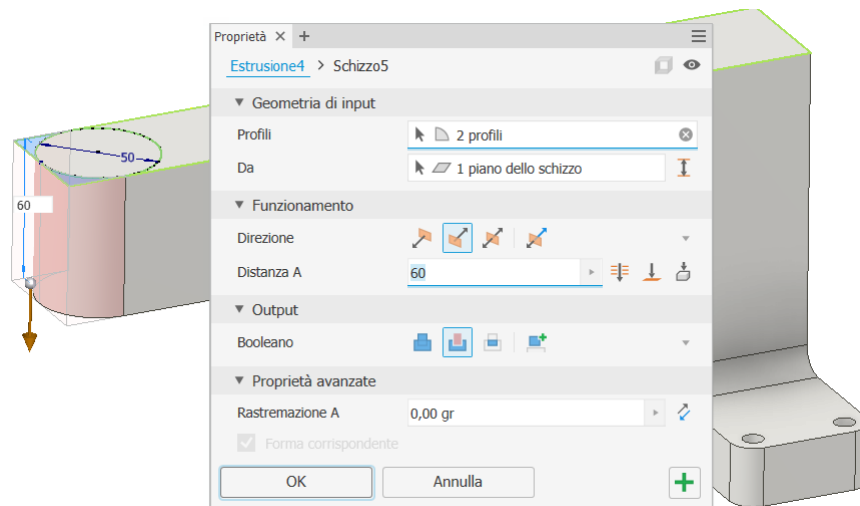 Proprietà
Estrusione4 > Schizzo5
Geometria di input
Profili
2 profili
Da
1 piano dello schizzo
Funzionamento
Direzione
Distanza A
60
Output
Booleano
Proprietà avanzate
Rastremazione A
0,00 gr
Forma corrispondente
OK
Annulla
50
60